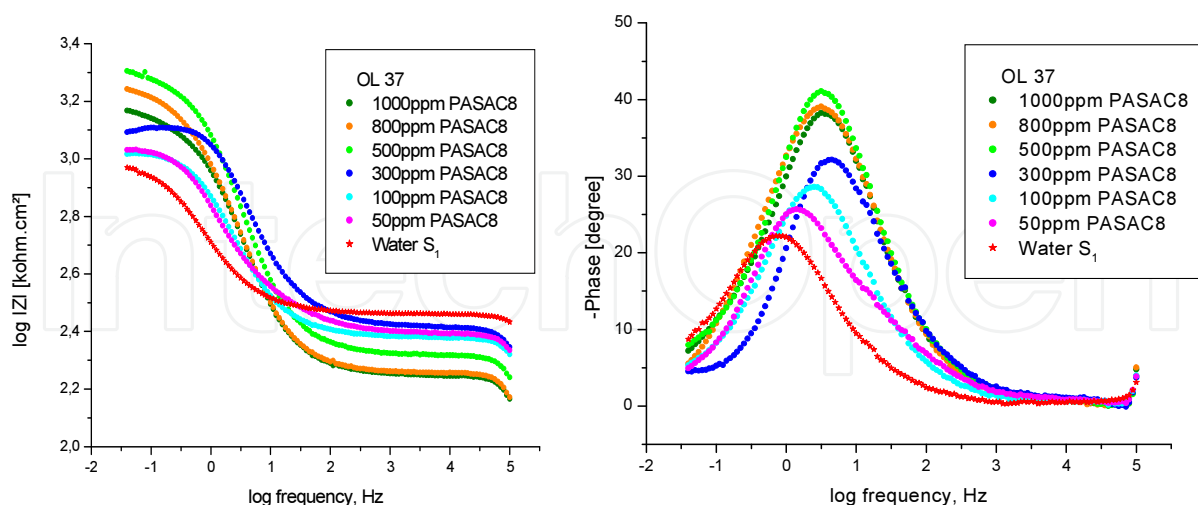 3,4
3,2
3,0
2,8
2,6
2,4
2,2
2,0
-2
-1
0
1
2
3
4
5
log IZI [kohm.cm²]
log frequency, Hz
OL 37
1000ppm PASAC8
800ppm PASAC8
500ppm PASAC8
300ppm PASAC8
100ppm PASAC8
50ppm PASAC8
Water S1
50
40
30
20
10
0
-2
-1
0
1
2
3
4
5
-Phase [degree]
log frequency, Hz
OL 37
1000ppm PASAC8
800ppm PASAC8
500ppm PASAC8
300ppm PASAC8
100ppm PASAC8
50ppm PASAC8
Water S1
IntechOpen